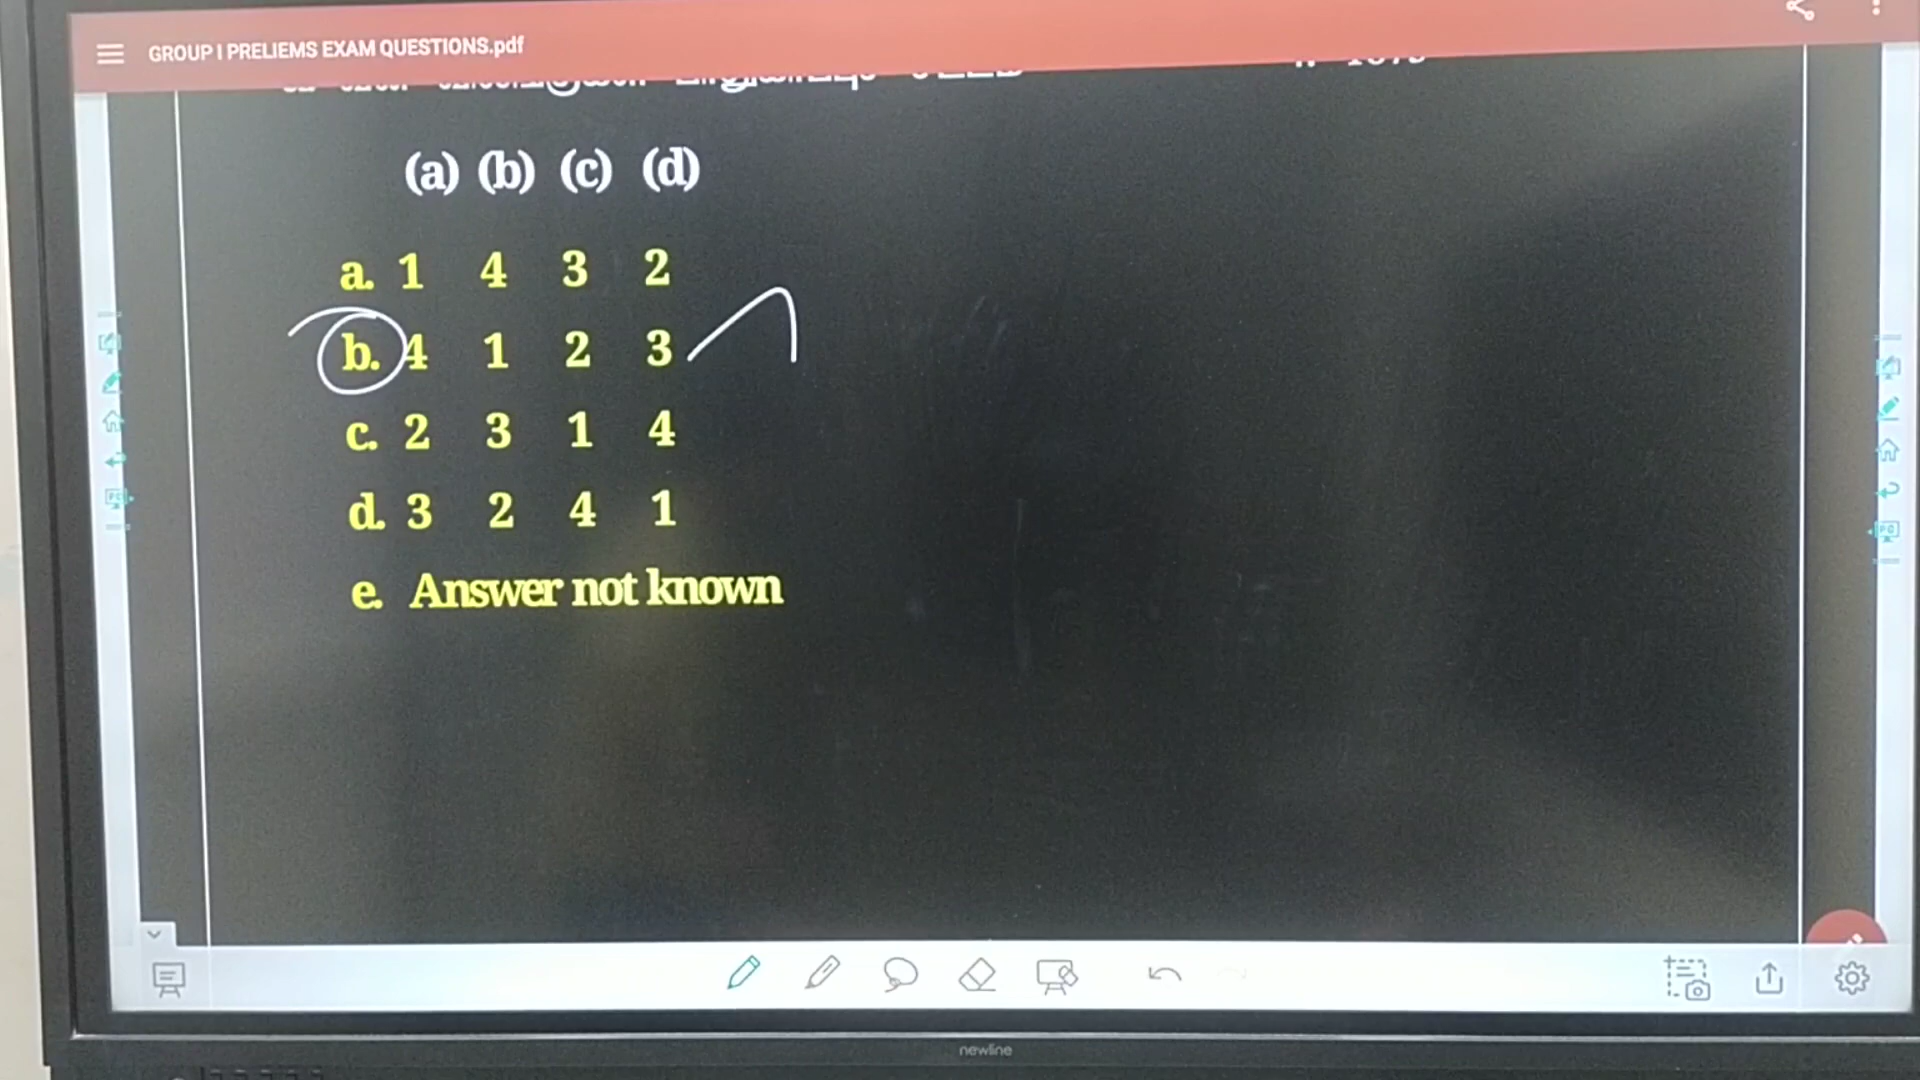 GROUP I PRELIEMS EXAM QUESTIONS.pdf
(a) (b) (c) (d)
a. 1 4 3 2
b. 4 1 2 3
c. 2 3 1 4
d. 3 2 4 1
e. Answer not known
newline